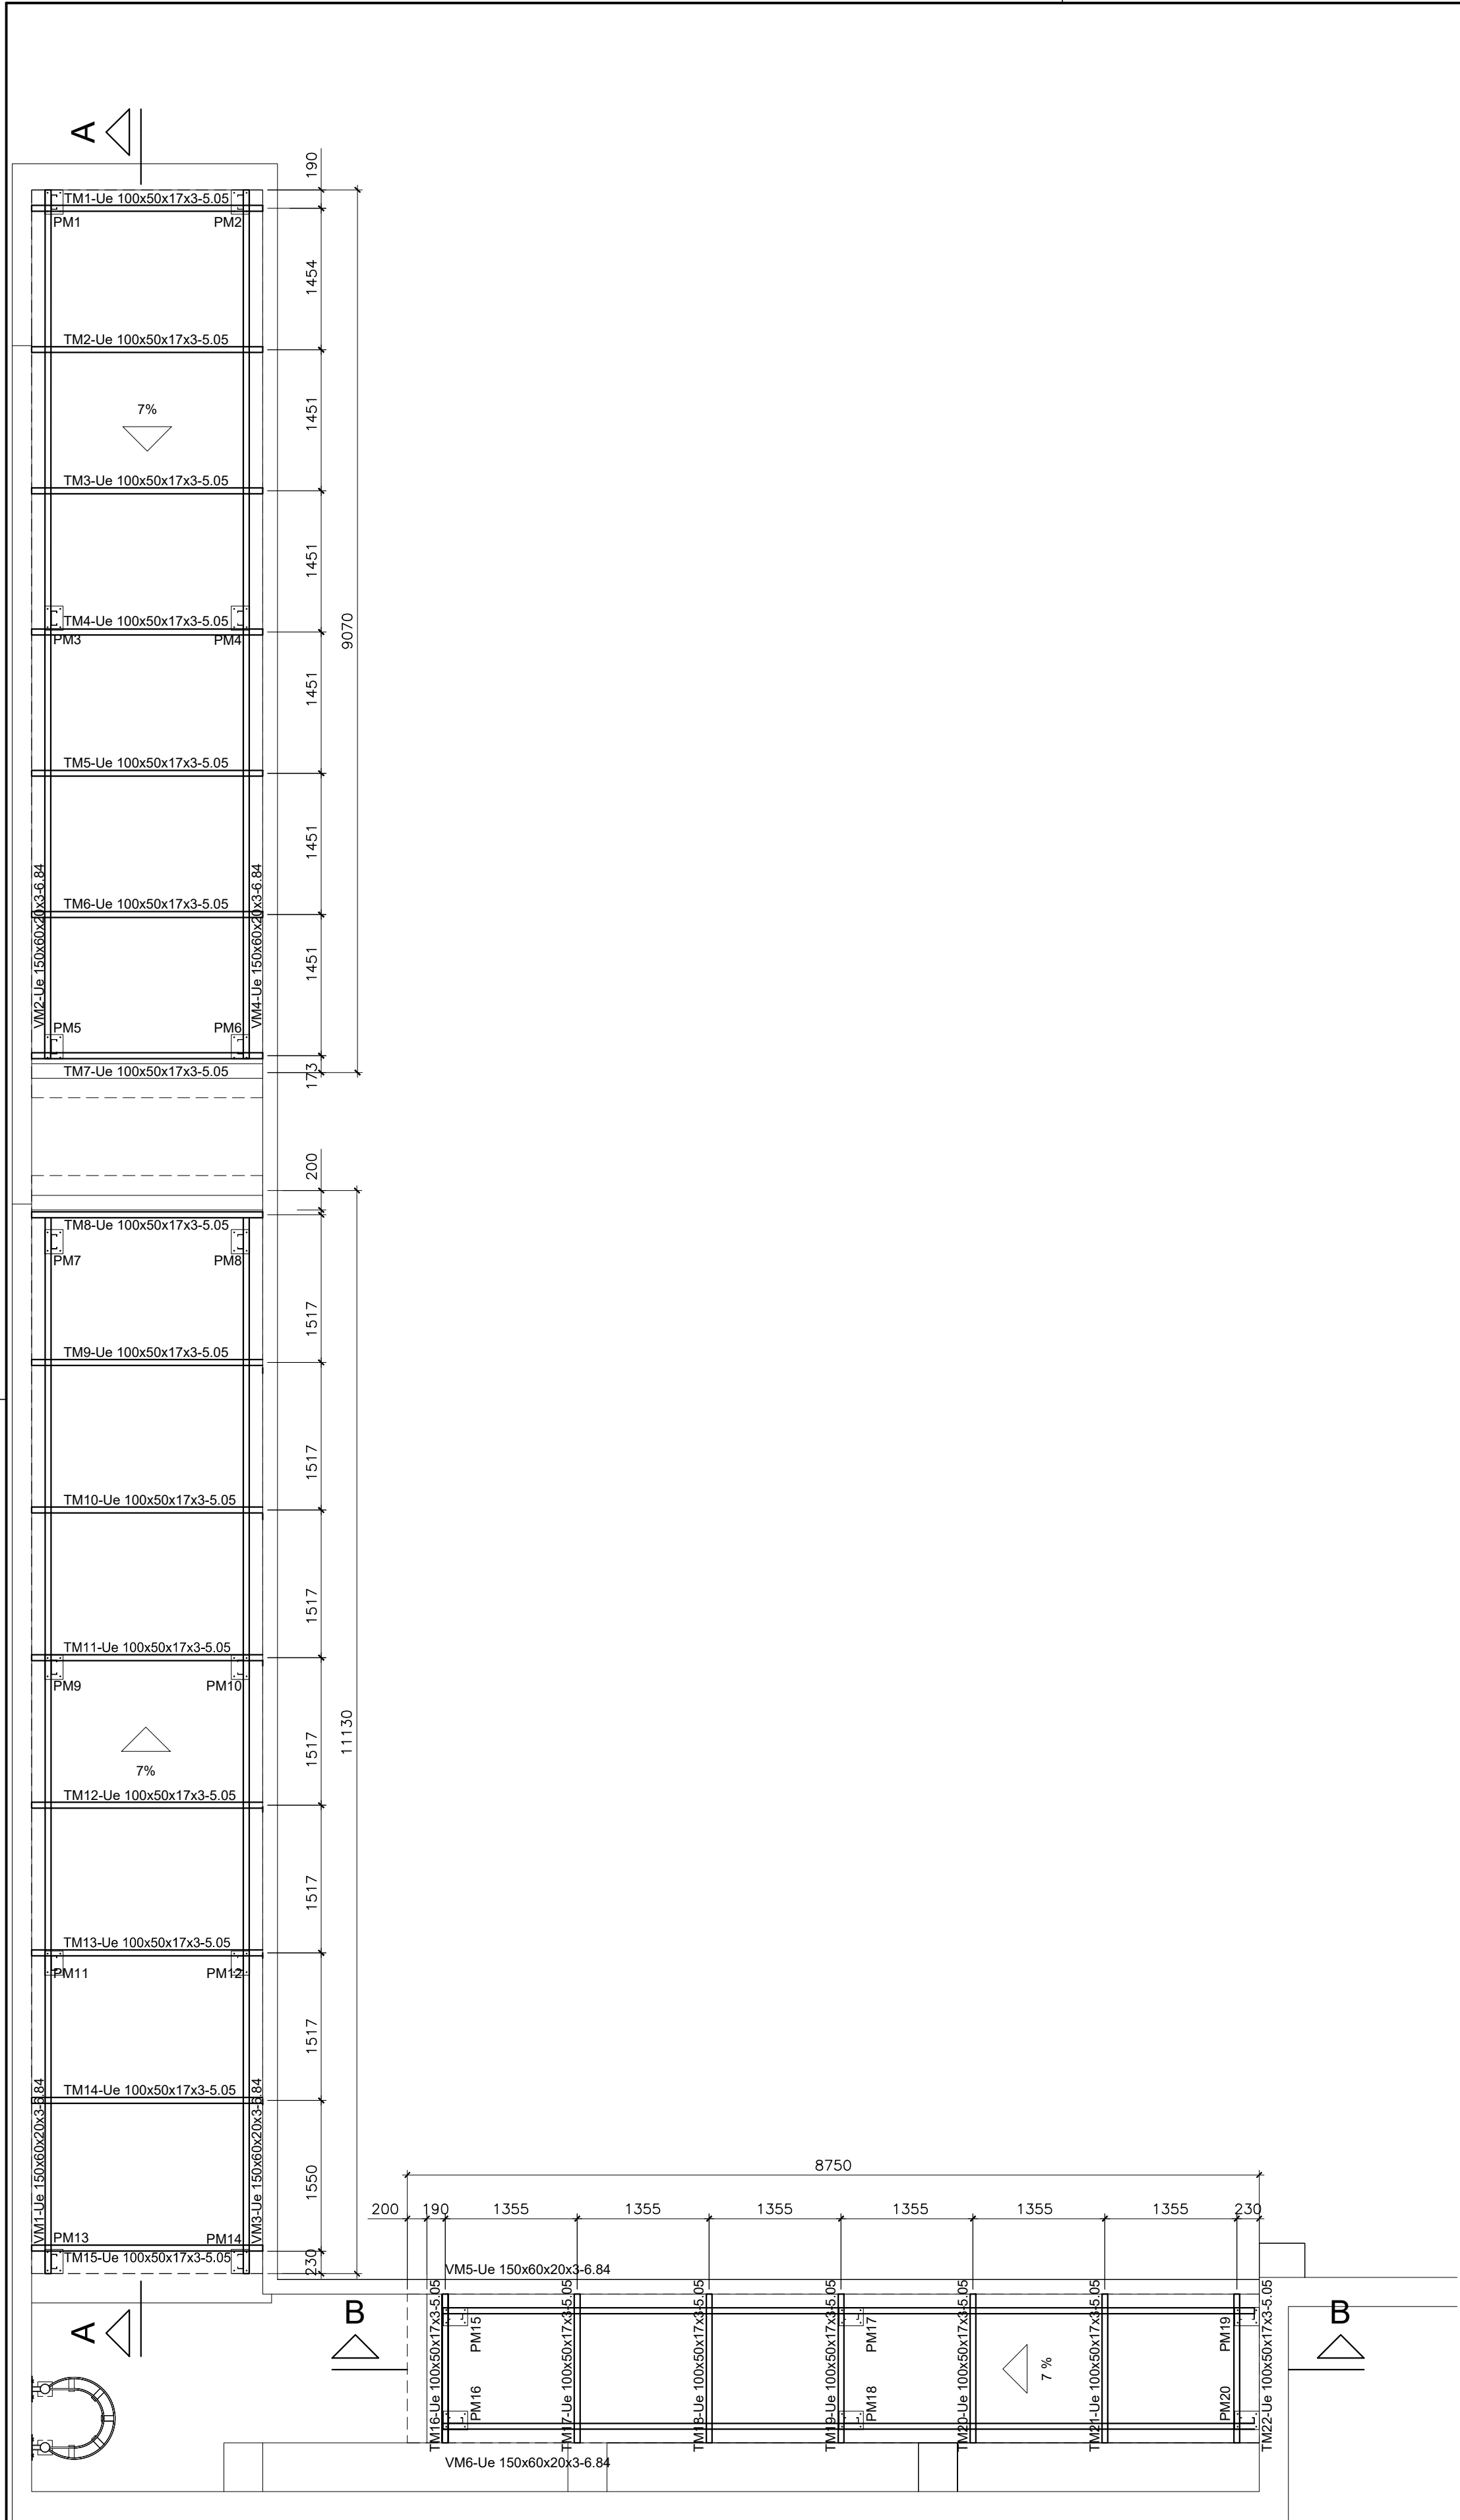 A
190
TM1-Ue 100x50x17x3-5.05
PM1
PM2
1454
TM2-Ue 100x50x17x3-5.05
7%
1451
TM3-Ue 100x50x17x3-5.05
1451
TM4-Ue 100x50x17x3-5.05
PM3
PM4
9070
1451
TM5-Ue 100x50x17x3-5.05
1451
VM2-Ue 150x60x20x3-6.84
VM4-Ue 150x60x20x3-6.84
TM6-Ue 100x50x17x3-5.05
1451
PM5
PM6
TM7-Ue 100x50x17x3-5.05
173
200
TM8-Ue 100x50x17x3-5.05
PM7
PM8
1517
TM9-Ue 100x50x17x3-5.05
1517
TM10-Ue 100x50x17x3-5.05
1517
TM11-Ue 100x50x17x3-5.05
PM9
PM10
11130
1517
7%
TM12-Ue 100x50x17x3-5.05
1517
TM13-Ue 100x50x17x3-5.05
PM11
PM12
1517
TM14-Ue 100x50x17x3-5.05
VM1-Ue 150x60x20x3-6.84
VM3-Ue 150x60x20x3-6.84
1550
PM13
PM14
TM15-Ue 100x50x17x3-5.05
230
A
8750
200 190 1355 1355 1355 1355 1355 1355 230
VM5-Ue 150x60x20x3-6.84
B
TM16-Ue 100x50x17x3-5.05
PM15
PM16
TM17-Ue 100x50x17x3-5.05
TM18-Ue 100x50x17x3-5.05
TM19-Ue 100x50x17x3-5.05
PM17
PM18
TM20-Ue 100x50x17x3-5.05
7 %
TM21-Ue 100x50x17x3-5.05
PM19
PM20
TM22-Ue 100x50x17x3-5.05
B
VM6-Ue 150x60x20x3-6.84